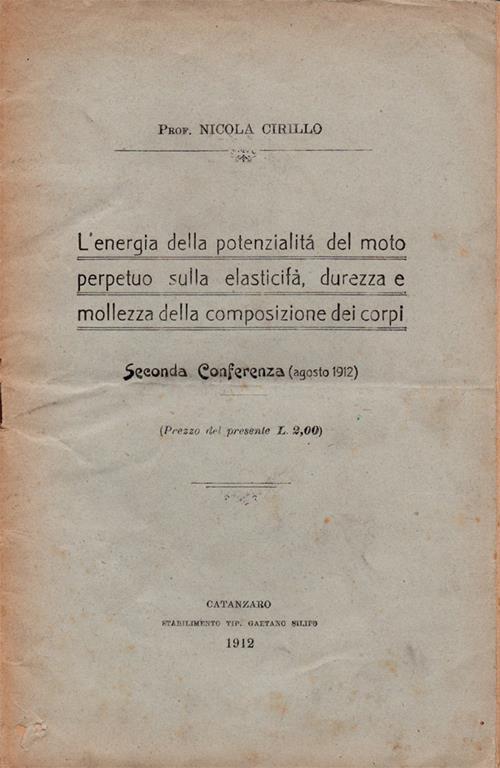 Prof. NICOLA CIRILLO
L'energia della potenzialitá del moto
perpetuo sulla elasticità, durezza e
mollezza della composizione dei corpi
Seconda Conferenza (agosto 1912)
(Prezzo del presente L. 2,00)
CATANZARO
STABILIMENTO TIP. GAETANO SILIPO
1912